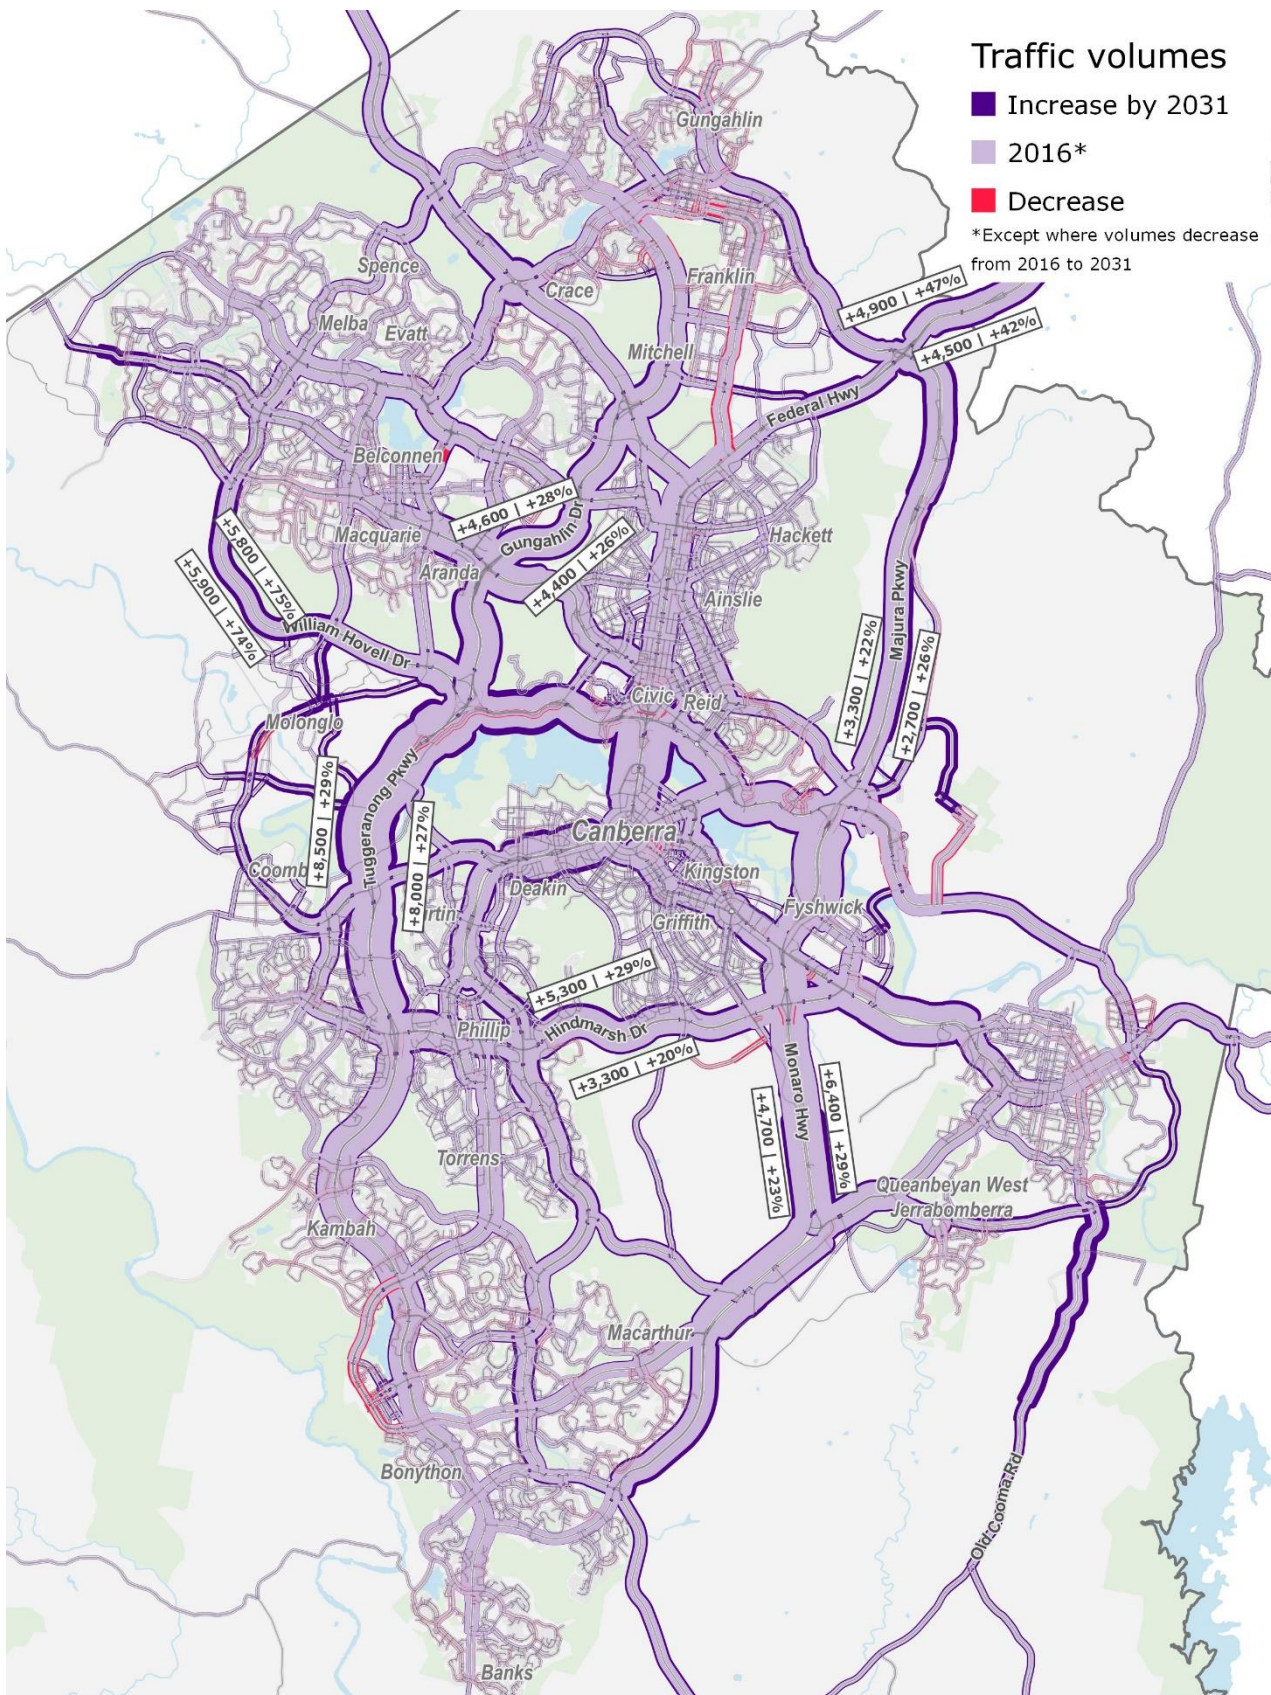 Traffic volumes
Increase by 2031
2016*
Decrease
*Except where volumes decrease
from 2016 to 2031
Gungahlin
Spence
Crace
Franklin
+4,900 | +47%
+4,500 | +42%
Melba
Evatt
Mitchell
Federal Hwy
Belconnen
+4,600 | +28%
Gungahlin Dr
+4,400 | +26%
Macquarie
Aranda
Hackett
Ainslie
+5,800 | +75%
+5,900 | +74%
William Hovell Dr
Majura Pkwy
+3,300 | +22%
+2,700 | +26%
Civic
Reid
Molonglo
Tuggeranong Pkwy
+8,500 | +29%
+8,000 | +27%
Canberra
Coomb
Deakin
Kingston
urtin
Griffith
Fyshwick
+5,300 | +29%
Phillip
Hindmarsh Dr
+3,300 | +20%
Monaro Hwy
+4,700 | +23%
+6,400 | +29%
Torrens
Queanbeyan West
Jerrabomberra
Kambah
Macarthur
Bonython
Old Cooma Rd
Banks